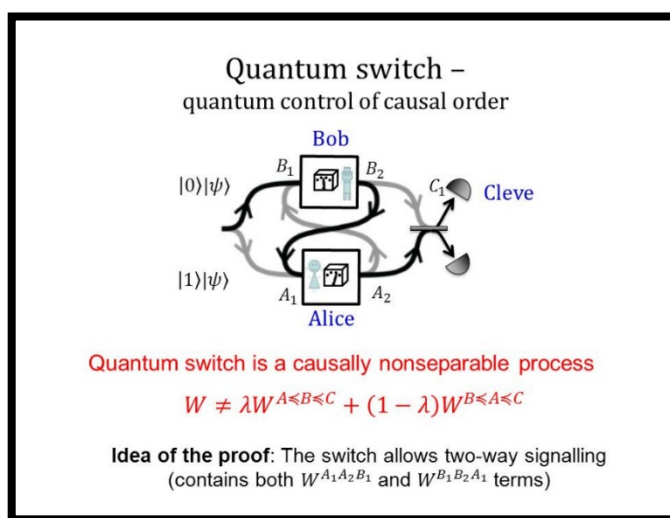 Quantum switch –
quantum control of causal order
Bob
B₁ B₂
|0⟩|ψ⟩
C₁ Cleve
|1⟩|ψ⟩
A₁ A₂
Alice
Quantum switch is a causally nonseparable process
W ≠ λW^{A≼B≼C} + (1 − λ)W^{B≼A≼C}
Idea of the proof: The switch allows two-way signalling
(contains both W^{A₁A₂B₁} and W^{B₁B₂A₁} terms)